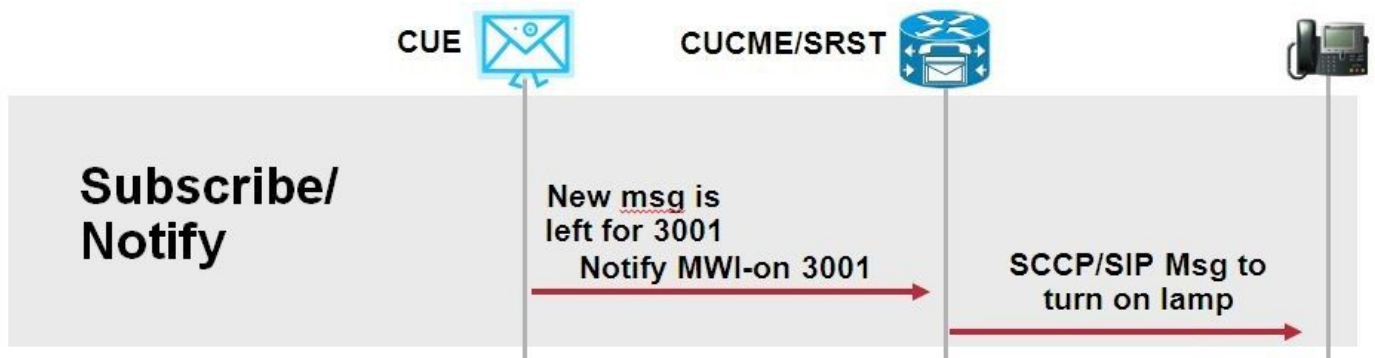 CUE
CUCME/SRST
Subscribe/
Notify
New msg is
left for 3001
Notify MWI-on 3001
SCCP/SIP Msg to
turn on lamp